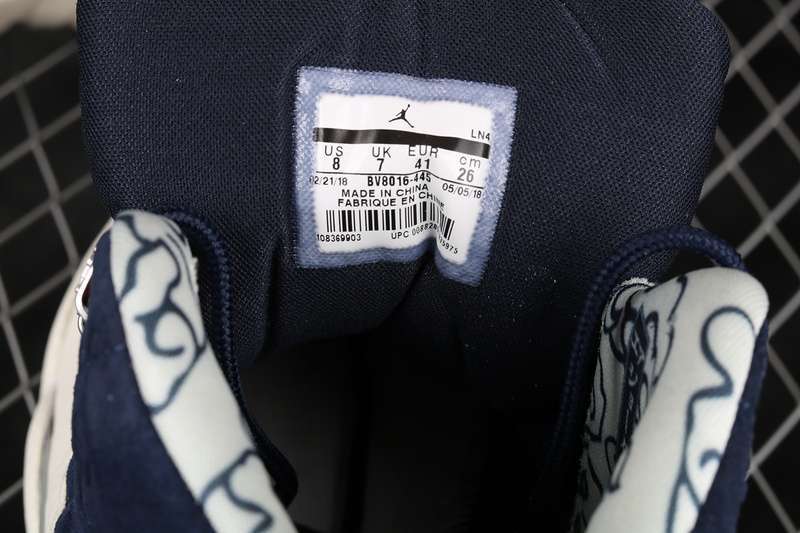 LN4
US UK EUR cm
8 7 41 26
02/21/18 BV8016-445 05/05/18
MADE IN CHINA
FABRIQUE EN CHINE
108369903 UPC